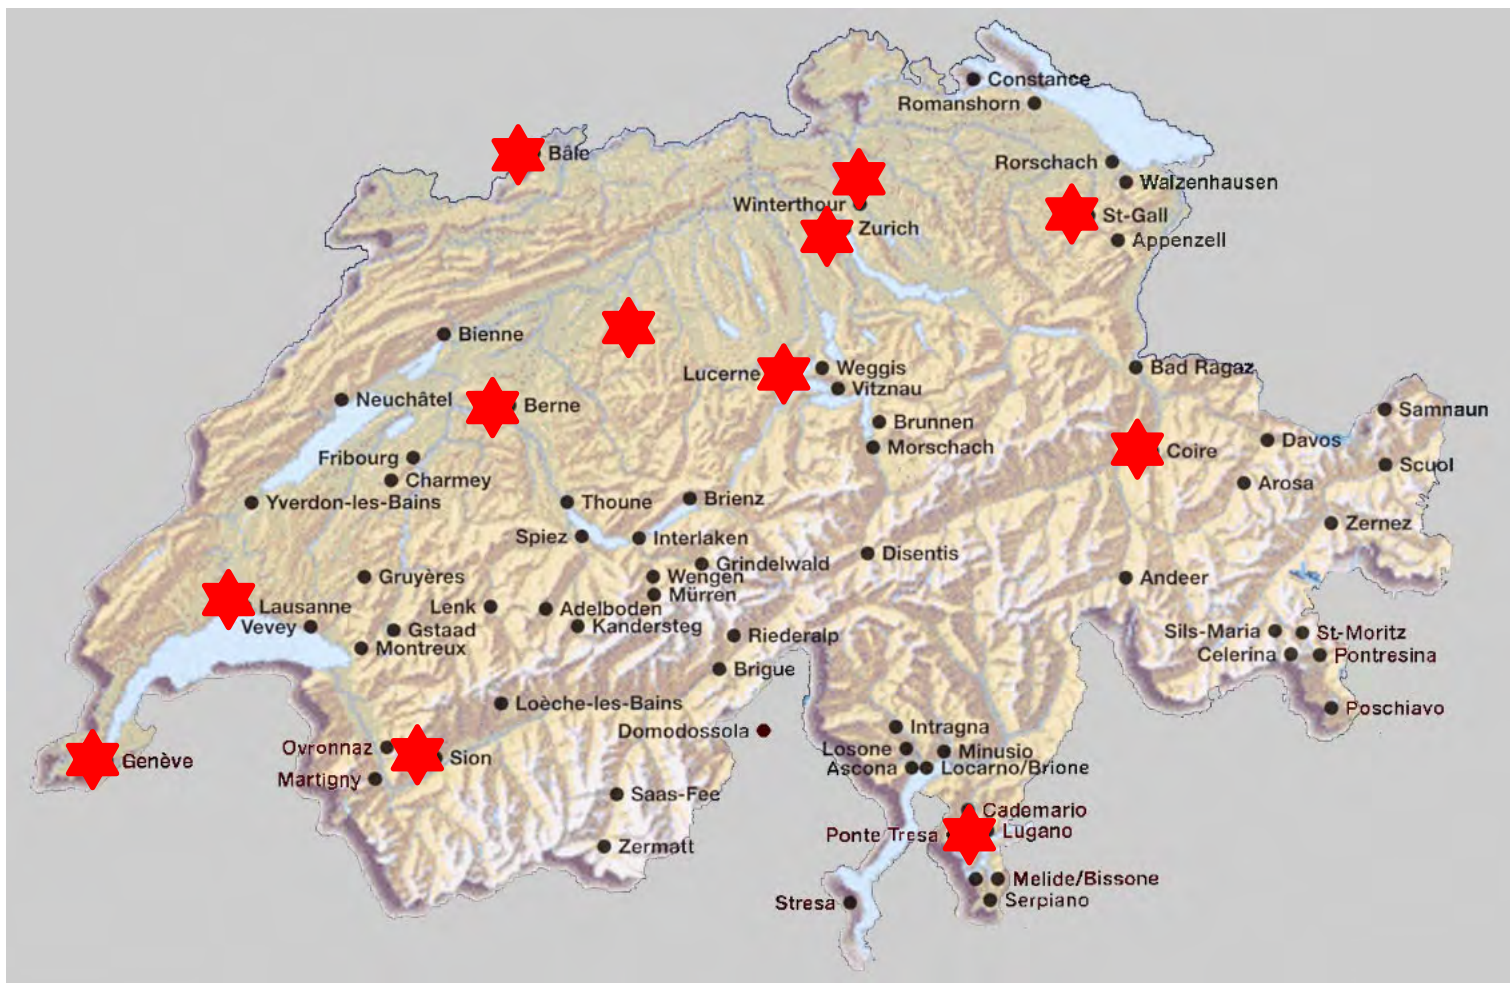 Constance
Romanshorn
Bâle
Rorschach
Walzenhausen
Winterthour
St-Gall
Zurich
Appenzell
Bienne
Weggis
Bad Ragaz
Lucerne
Vitznau
Neuchâtel
Berne
Samnaun
Brunnen
Davos
Morschach
Coire
Fribourg
Scuol
Charmey
Arosa
Yverdon-les-Bains
Thoune
Brienz
Zernez
Spiez
Interlaken
Disentis
Grindelwald
Gruyères
Wengen
Andeer
Mürren
Lausanne
Lenk
Adelboden
Vevey
Gstaad
Kandersteg
Riederalp
Sils-Maria
St-Moritz
Montreux
Celerina
Pontresina
Brigue
Loèche-les-Bains
Poschiavo
Domodossola
Intragna
Ovronnaz
Losone
Minusio
Genève
Sion
Ascona
Locarno/Brione
Martigny
Saas-Fee
Cademario
Ponte Tresa
Lugano
Zermatt
Melide/Bissone
Stresa
Serpiano